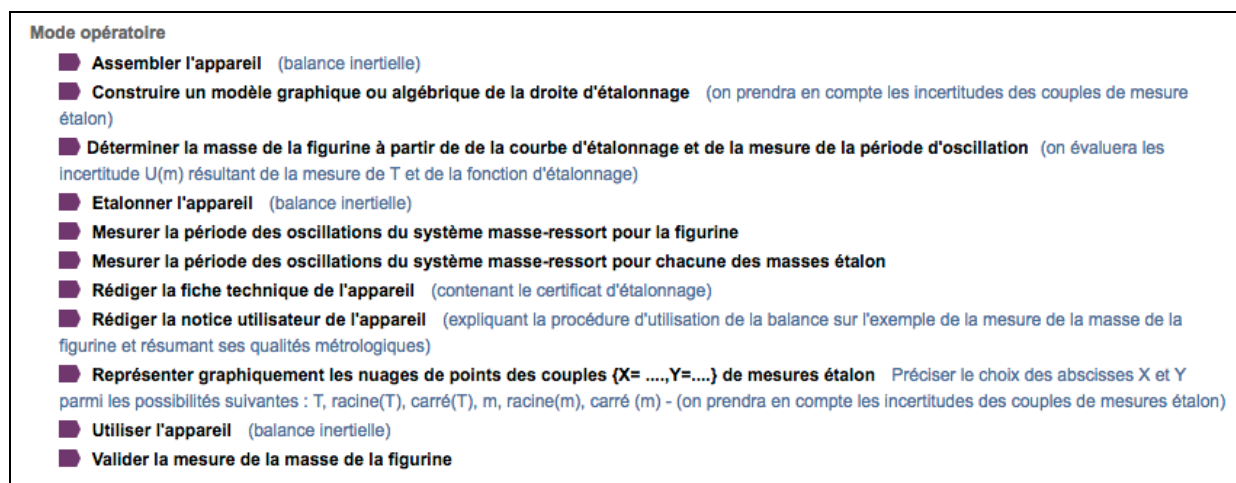 Mode opératoire
Assembler l'appareil (balance inertielle)
Construire un modèle graphique ou algébrique de la droite d'étalonnage (on prendra en compte les incertitudes des couples de mesure
étalon)
Déterminer la masse de la figurine à partir de de la courbe d'étalonnage et de la mesure de la période d'oscillation (on évaluera les
incertitude U(m) résultant de la mesure de T et de la fonction d'étalonnage)
Etalonner l'appareil (balance inertielle)
Mesurer la période des oscillations du système masse-ressort pour la figurine
Mesurer la période des oscillations du système masse-ressort pour chacune des masses étalon
Rédiger la fiche technique de l'appareil (contenant le certificat d'étalonnage)
Rédiger la notice utilisateur de l'appareil (expliquant la procédure d'utilisation de la balance sur l'exemple de la mesure de la masse de la
figurine et résumant ses qualités métrologiques)
Représenter graphiquement les nuages de points des couples {X= ....,Y=....} de mesures étalon Préciser le choix des abscisses X et Y
parmi les possibilités suivantes : T, racine(T), carré(T), m, racine(m), carré (m) - (on prendra en compte les incertitudes des couples de mesures étalon)
Utiliser l'appareil (balance inertielle)
Valider la mesure de la masse de la figurine